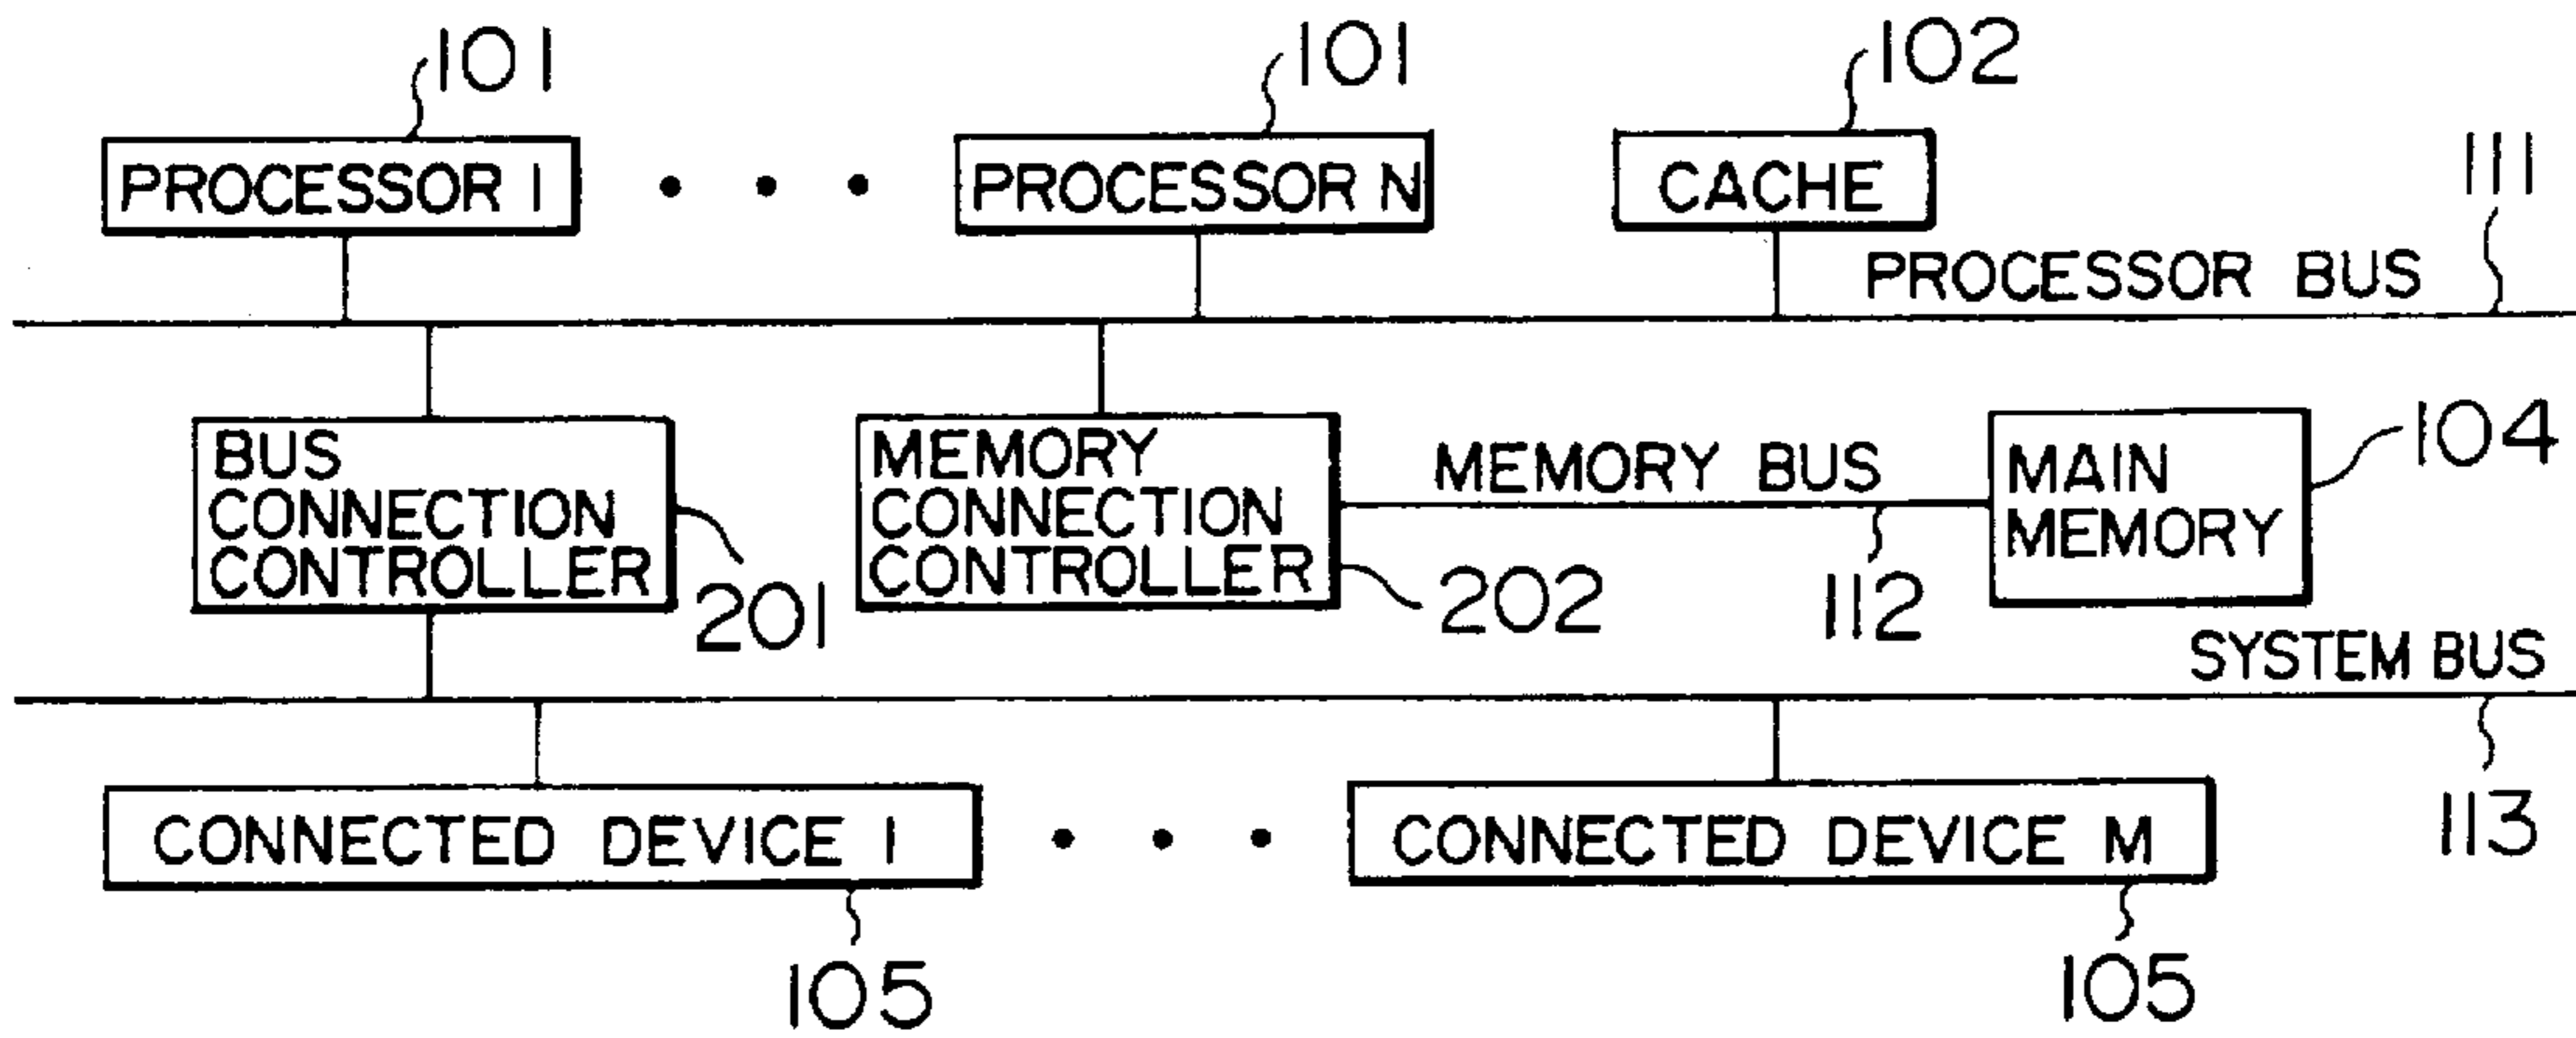 101
101
102
PROCESSOR 1
PROCESSOR N
CACHE
111
PROCESSOR BUS
BUS
CONNECTION
CONTROLLER
201
MEMORY
CONNECTION
CONTROLLER
202
MEMORY BUS
112
MAIN
MEMORY
104
SYSTEM BUS
113
CONNECTED DEVICE 1
CONNECTED DEVICE M
105
105